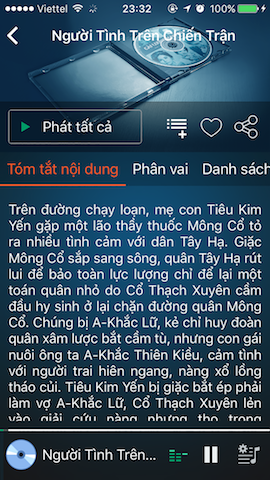 Viettel 23:32 100%
Người Tình Trên Chiến Trận
Phát tất cả
Tóm tắt nội dung Phân vai Danh sách
Trên đường chạy loạn, mẹ con Tiêu Kim
Yến gặp một lão thầy thuốc Mông Cổ tỏ
ra nhiều tình cảm với dân Tây Hạ. Giặc
Mông Cổ sắp sang sông, quân Tây Hạ rút
lui để bảo toàn lực lượng chỉ để lại một
toán quân nhỏ do Cổ Thạch Xuyên cầm
đầu hy sinh ở lại chặn đường quân Mông
Cổ. Chúng bị A-Khắc Lữ, kẻ chỉ huy đoàn
quân xâm lược bắt cầm tù, nhưng con gái
nuôi ông ta A-Khắc Thiên Kiều, cảm tình
với người trai hiên ngang, nàng xổ lồng
tháo củi. Tiêu Kim Yến bị giặc bắt ép phải
làm vợ A-Khắc Lữ, Cổ Thạch Xuyên lẻn
vào giải cứu nàng nhưng thọ trọng
Người Tình Trên...